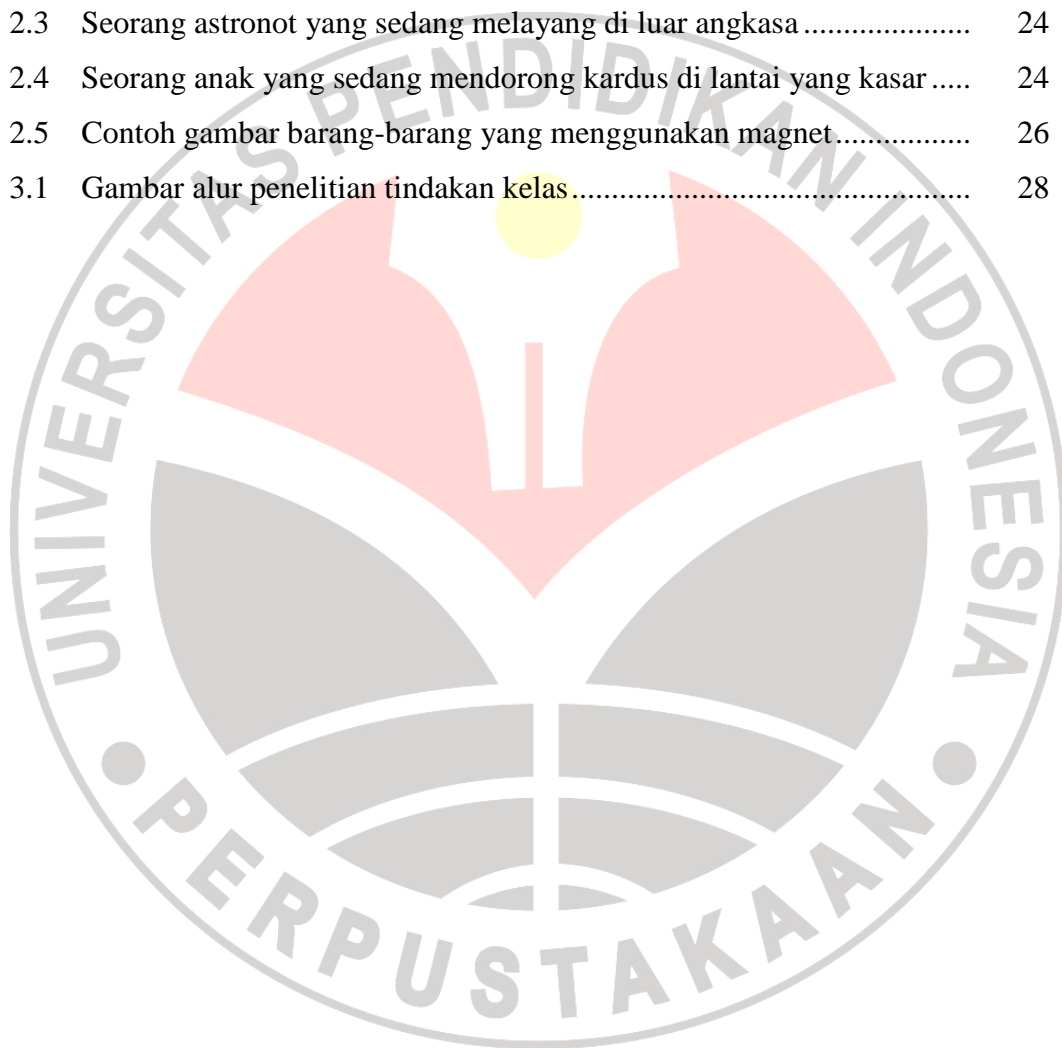 2.3 Seorang astronot yang sedang melayang di luar angkasa ..................... 24
2.4 Seorang anak yang sedang mendorong kardus di lantai yang kasar ..... 24
2.5 Contoh gambar barang-barang yang menggunakan magnet ................ 26
3.1 Gambar alur penelitian tindakan kelas ............................................... 28
UNIVERSITAS PENDIDIKAN INDONESIA
PERPUSTAKAAN